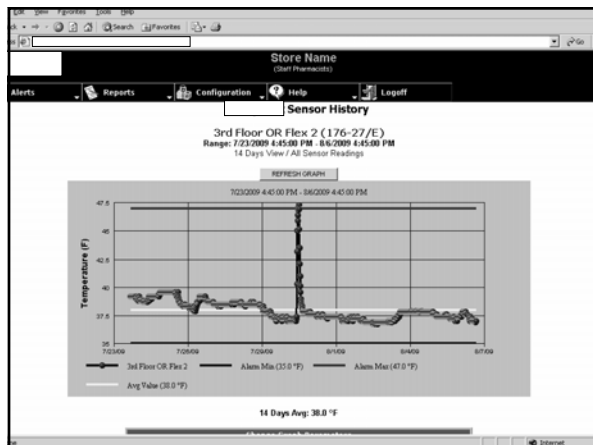 Edit View Favorites Tools Help
Search Favorites
Go
Store Name
(Staff Pharmacists)
Alerts Reports Configuration Help Logoff
Sensor History
3rd Floor OR Flex 2 (176-27/E)
Range: 7/23/2009 4:45:00 PM - 8/6/2009 4:45:00 PM
14 Days View / All Sensor Readings
REFRESH GRAPH
7/23/2009 4:45:00 PM - 8/6/2009 4:45:00 PM
Temperature (F)
47.5
45
42.5
40
37.5
35
7/23/09 7/26/09 7/29/09 8/1/09 8/4/09 8/7/09
3rd Floor OR Flex 2 Alarm Min (35.0 °F) Alarm Max (47.0 °F)
Avg Value (38.0 °F)
14 Days Avg: 38.0 °F
Change Graph Parameters
Internet